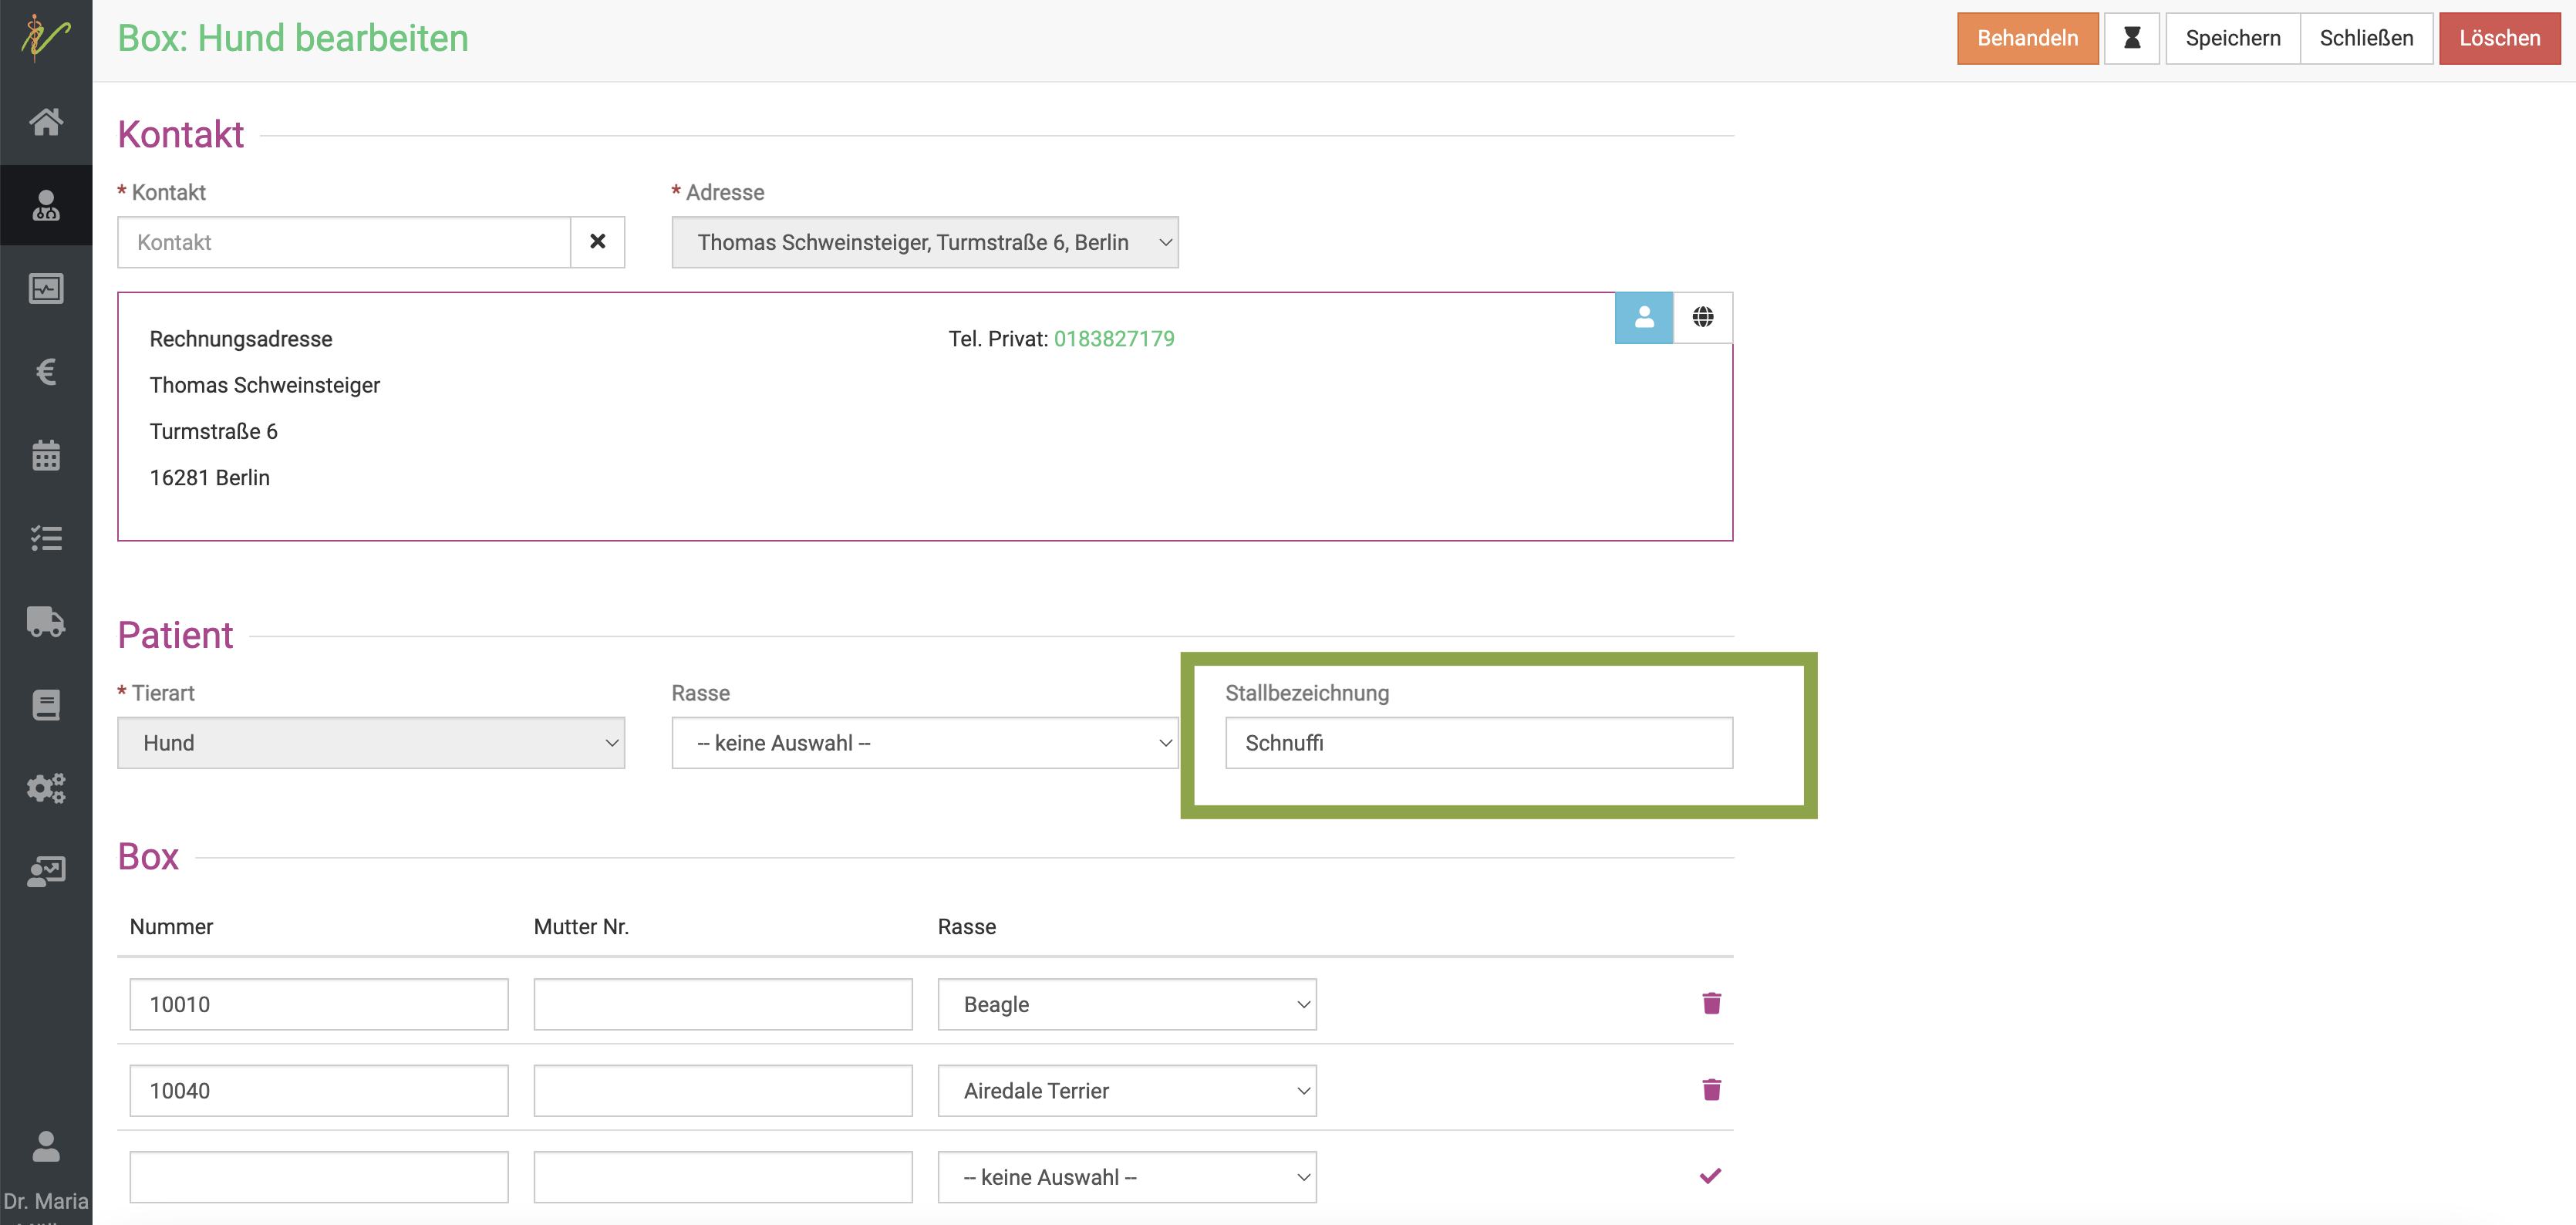 Box: Hund bearbeiten
Behandeln
Speichern
Schließen
Löschen
Kontakt
* Kontakt
* Adresse
Kontakt
Thomas Schweinsteiger, Turmstraße 6, Berlin
Rechnungsadresse
Tel. Privat: 0183827179
Thomas Schweinsteiger
Turmstraße 6
16281 Berlin
Patient
* Tierart
Rasse
Stallbezeichnung
Hund
-- keine Auswahl --
Schnuffi
Box
Nummer
Mutter Nr.
Rasse
10010
Beagle
10040
Airedale Terrier
-- keine Auswahl --
Dr. Maria